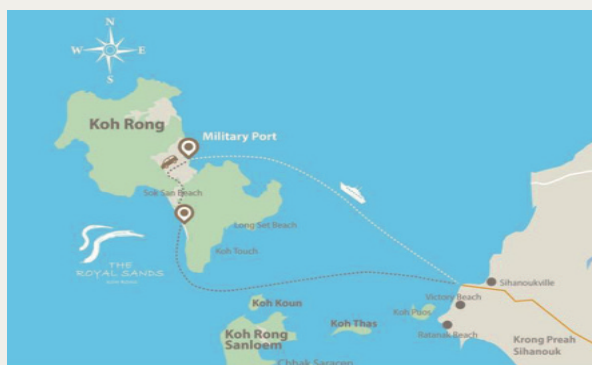 N
W E
S
Koh Rong
Military Port
Sok San Beach
Long Set Beach
Koh Touch
THE
ROYAL SANDS
Koh Koun
Koh Rong
Sanloem
Koh Thas
Koh Puos
Sihanoukville
Victory Beach
Ratanak Beach
Krong Preah
Sihanouk